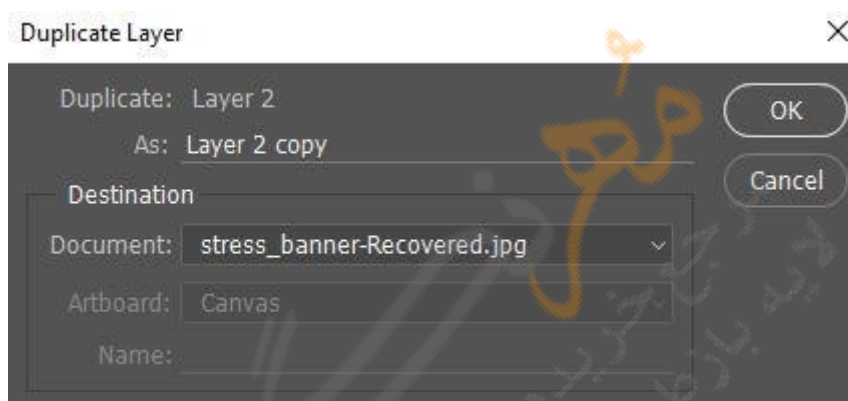 Duplicate Layer
Duplicate: Layer 2
As: Layer 2 copy
OK
Cancel
Destination
Document: stress_banner-Recovered.jpg
Artboard: Canvas
Name: